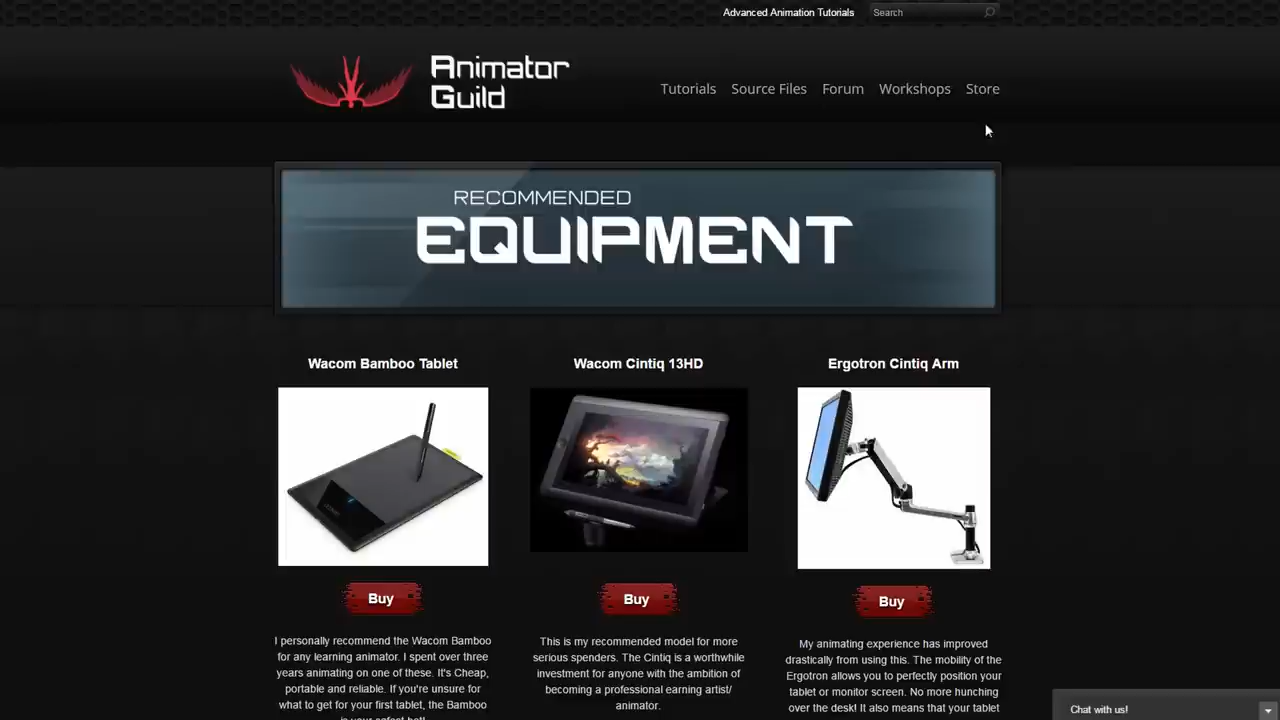 Advanced Animation Tutorials
Search
Animator
Guild
Tutorials
Source Files
Forum
Workshops
Store
RECOMMENDED
EQUIPMENT
Wacom Bamboo Tablet
Wacom Cintiq 13HD
Ergotron Cintiq Arm
Buy
Buy
Buy
I personally recommend the Wacom Bamboo
for any learning animator. I spent over three
years animating on one of these. It's Cheap,
portable and reliable. If you're unsure for
what to get for your first tablet, the Bamboo
is your safest bet!
This is my recommended model for more
serious spenders. The Cintiq is a worthwhile
investment for anyone with the ambition of
becoming a professional earning artist/
animator.
My animating experience has improved
drastically from using this. The mobility of the
Ergotron allows you to perfectly position your
tablet or monitor screen. No more hunching
over the desk! It also means that your tablet
Chat with us!